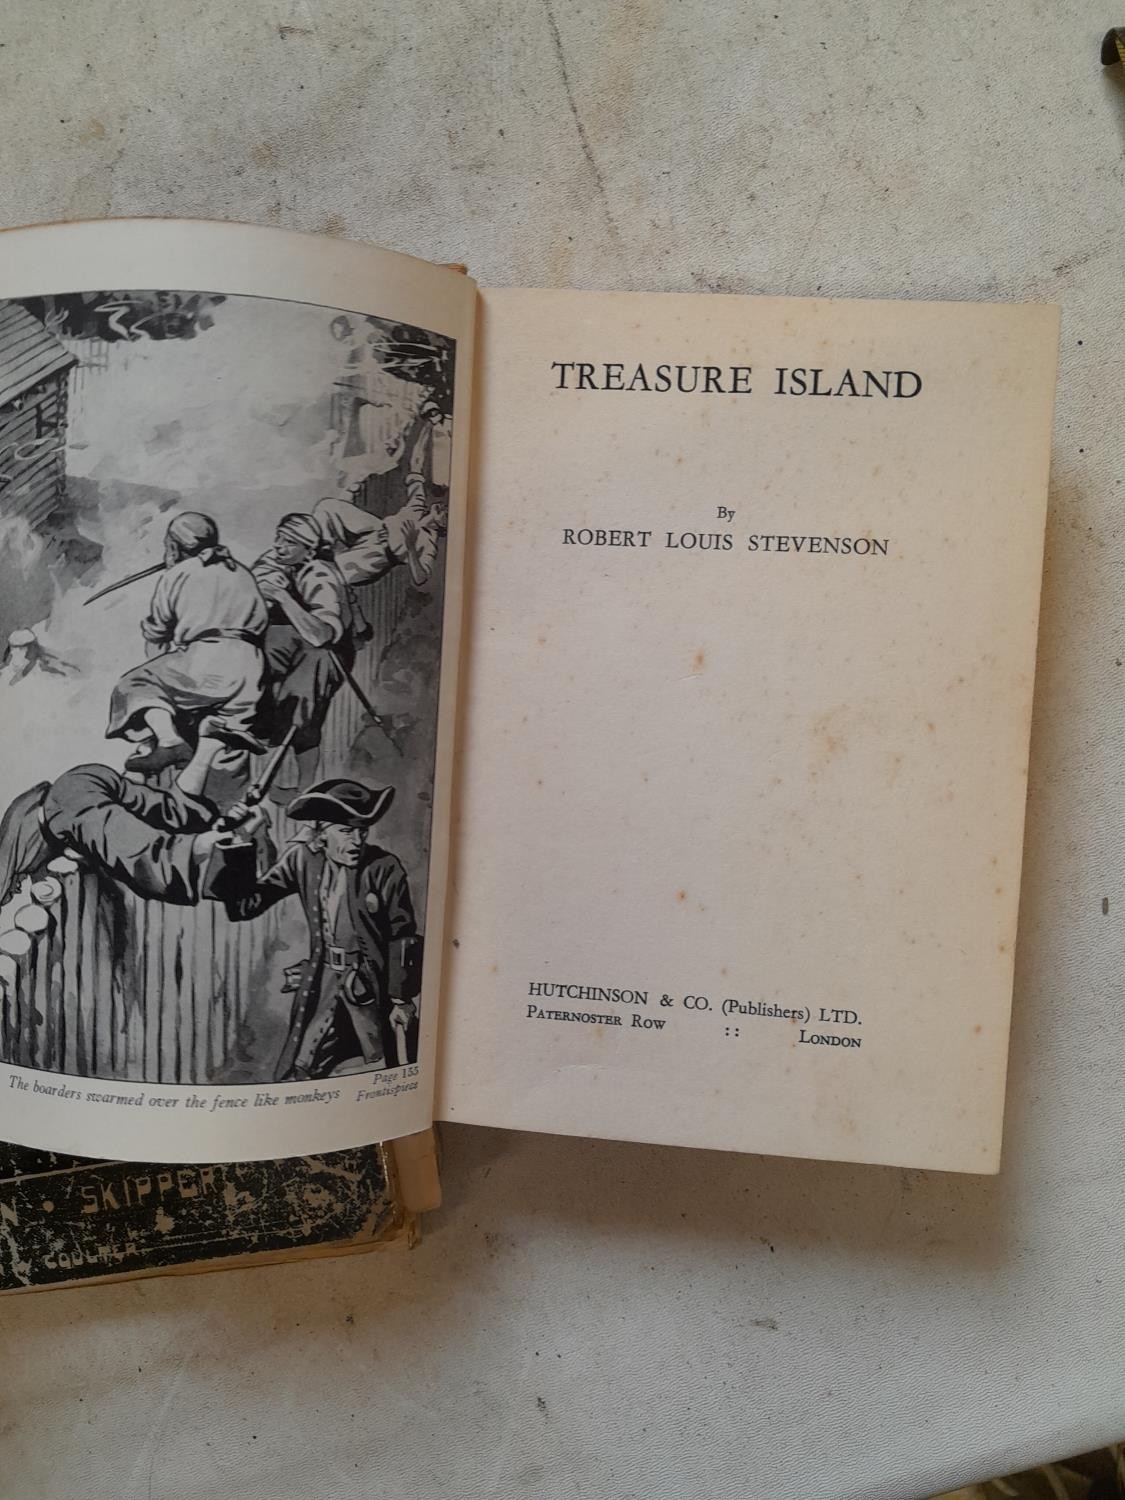 TREASURE ISLAND
By
ROBERT LOUIS STEVENSON
HUTCHINSON & CO. (Publishers) LTD.
PATERNOSTER ROW :: LONDON
The boarders swarmed over the fence like monkeys
Page 155
Frontispiece
N • SKIPPER
COULMER